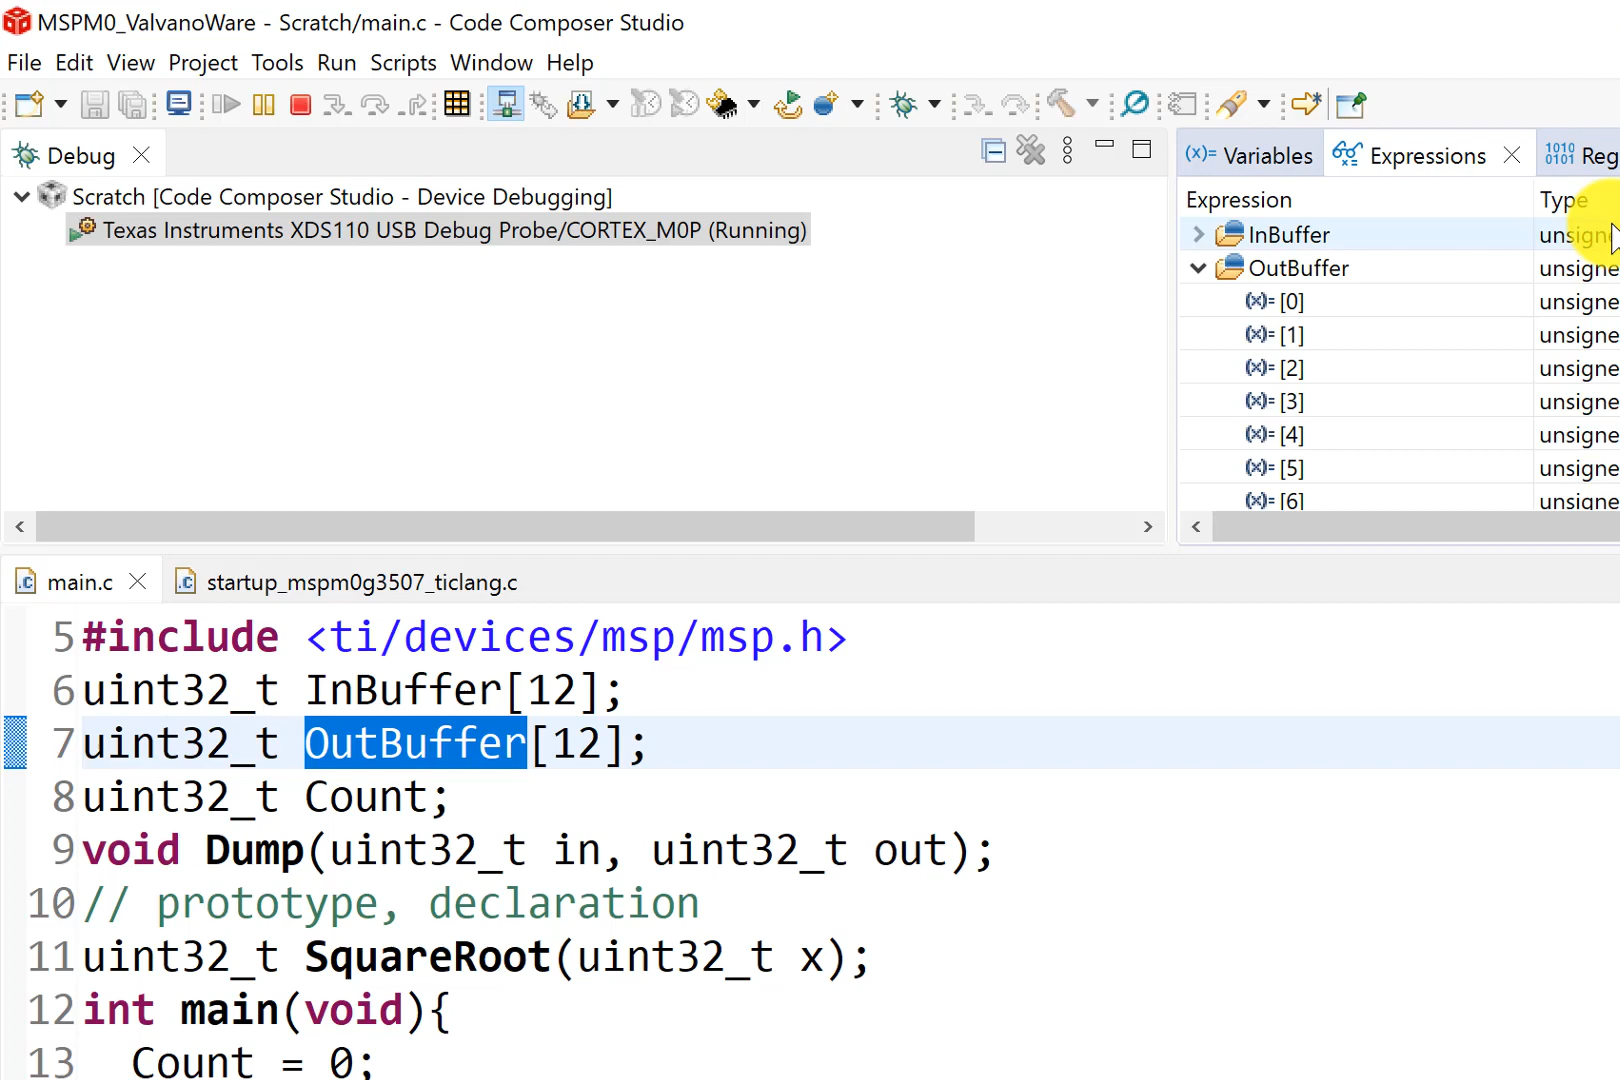 MSPM0_ValvanoWare - Scratch/main.c - Code Composer Studio
File Edit View Project Tools Run Scripts Window Help
Debug
Scratch [Code Composer Studio - Device Debugging]
Texas Instruments XDS110 USB Debug Probe/CORTEX_M0P (Running)
(x)= Variables Expressions 1010 0101 Reg
Expression Type
InBuffer unsign
OutBuffer unsigne
(x)= [0] unsigne
(x)= [1] unsigne
(x)= [2] unsigne
(x)= [3] unsigne
(x)= [4] unsigne
(x)= [5] unsigne
(x)= [6] unsigne
main.c startup_mspm0g3507_ticlang.c
5 #include <ti/devices/msp/msp.h>
6 uint32_t InBuffer[12];
7 uint32_t OutBuffer[12];
8 uint32_t Count;
9 void Dump(uint32_t in, uint32_t out);
10 // prototype, declaration
11 uint32_t SquareRoot(uint32_t x);
12 int main(void){
13 Count = 0;